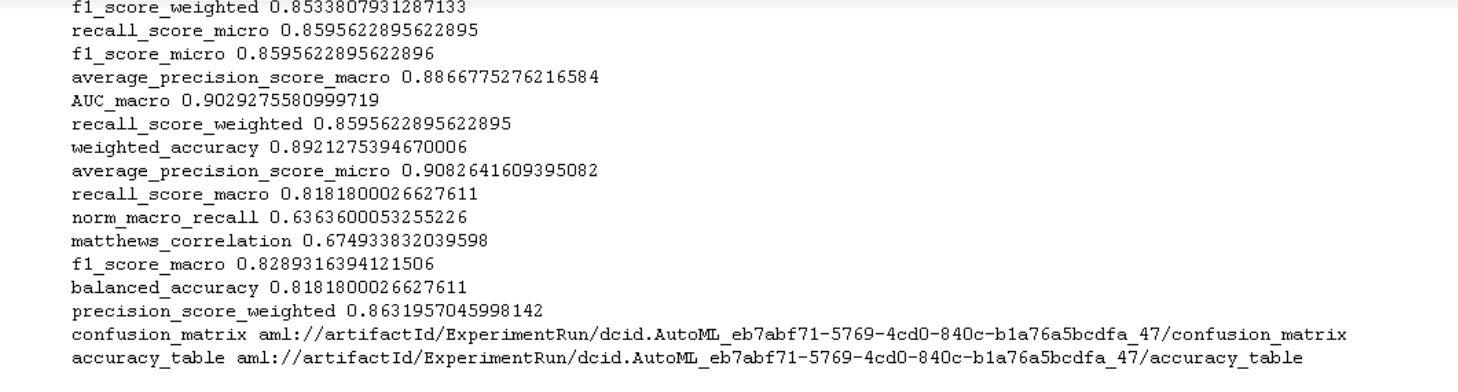 f1_score_weighted 0.8533807931287133
recall_score_micro 0.8595622895622895
f1_score_micro 0.8595622895622896
average_precision_score_macro 0.8866775276216584
AUC_macro 0.9029275580999719
recall_score_weighted 0.8595622895622895
weighted_accuracy 0.8921275394670006
average_precision_score_micro 0.9082641609395082
recall_score_macro 0.8181800026627611
norm_macro_recall 0.6363600053255226
matthews_correlation 0.674933832039598
f1_score_macro 0.8289316394121506
balanced_accuracy 0.8181800026627611
precision_score_weighted 0.8631957045998142
confusion_matrix aml://artifactId/ExperimentRun/dcid.AutoML_eb7abf71-5769-4cd0-840c-b1a76a5bcdfa_47/confusion_matrix
accuracy_table aml://artifactId/ExperimentRun/dcid.AutoML_eb7abf71-5769-4cd0-840c-b1a76a5bcdfa_47/accuracy_table